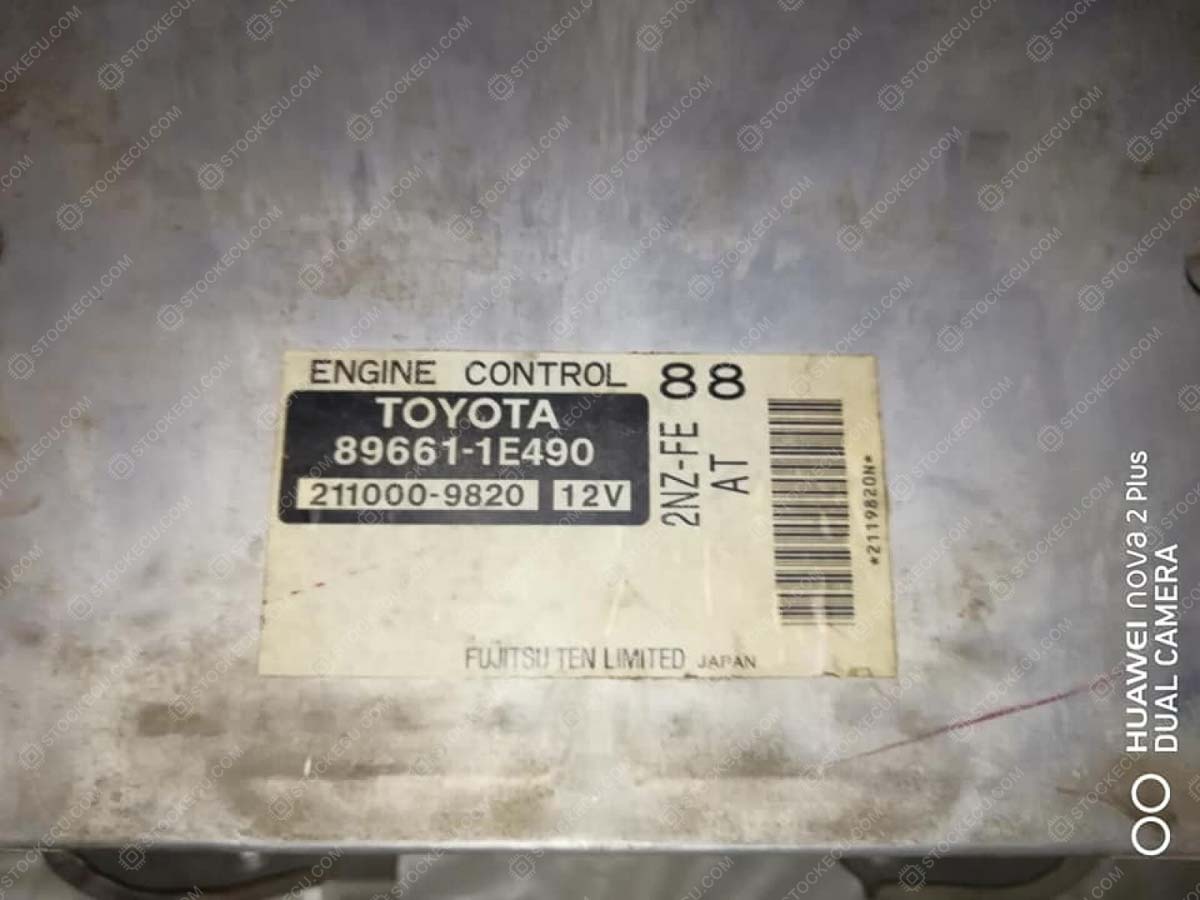 ENGINE CONTROL 88
TOYOTA
89661-1E490
211000-9820 12V
2NZ-FE
AT
*2119820N*
FUJITSU TEN LIMITED JAPAN
HUAWEI nova 2 Plus
DUAL CAMERA
STOCKECU.COM